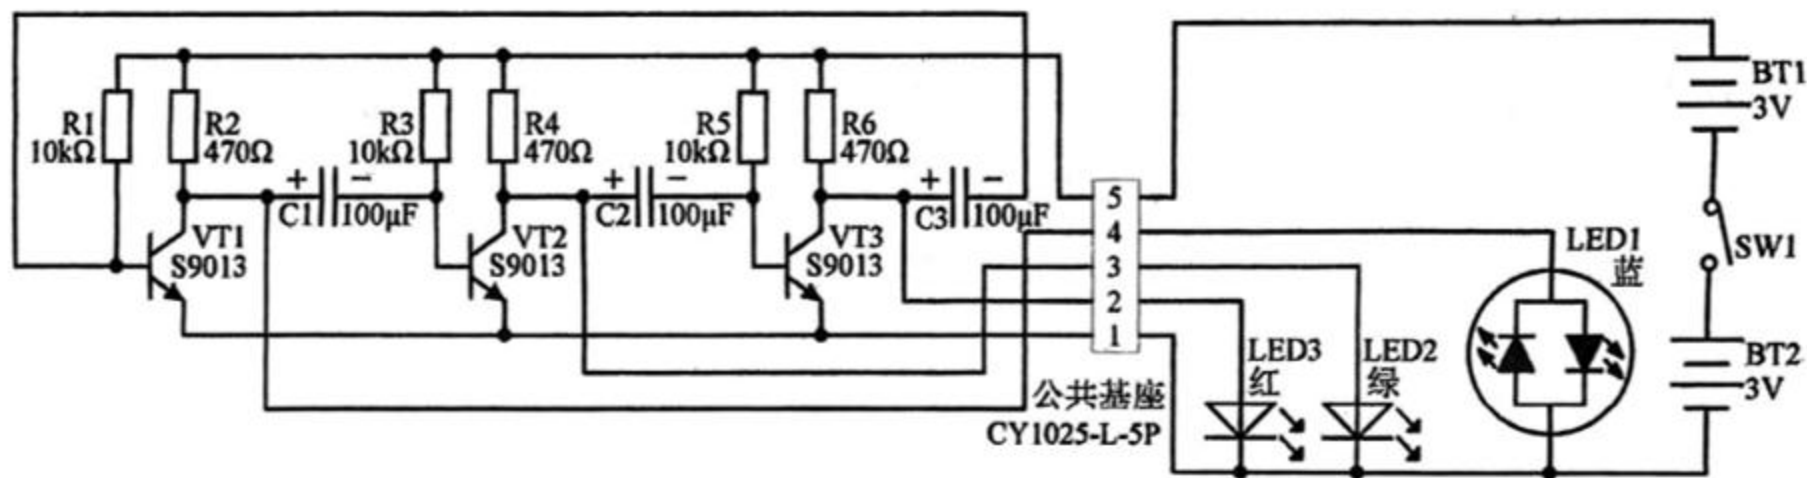 R1
10kΩ
R2
470Ω
R3
10kΩ
R4
470Ω
R5
10kΩ
R6
470Ω
+ −
C1 100μF
+ −
C2 100μF
+ −
C3 100μF
VT1
S9013
VT2
S9013
VT3
S9013
5
4
3
2
1
公共基座
CY1025-L-5P
LED3
红
LED2
绿
LED1
蓝
BT1
3V
SW1
BT2
3V